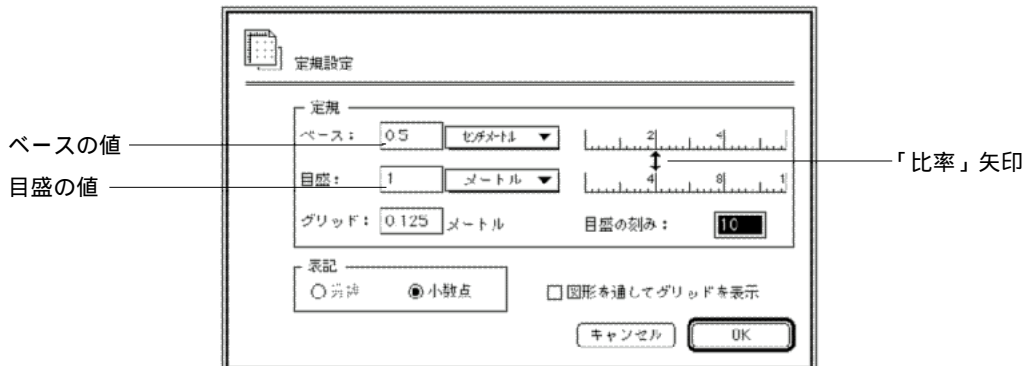 定規設定
定規
ベース： 0.5 センチメートル 2 4
ベースの値
「比率」矢印
目盛： 1 メートル 4 8 1
目盛の値
グリッド： 0.125 メートル 目盛の刻み： 10
表記
小数点 図形を通してグリッドを表示
キャンセル OK